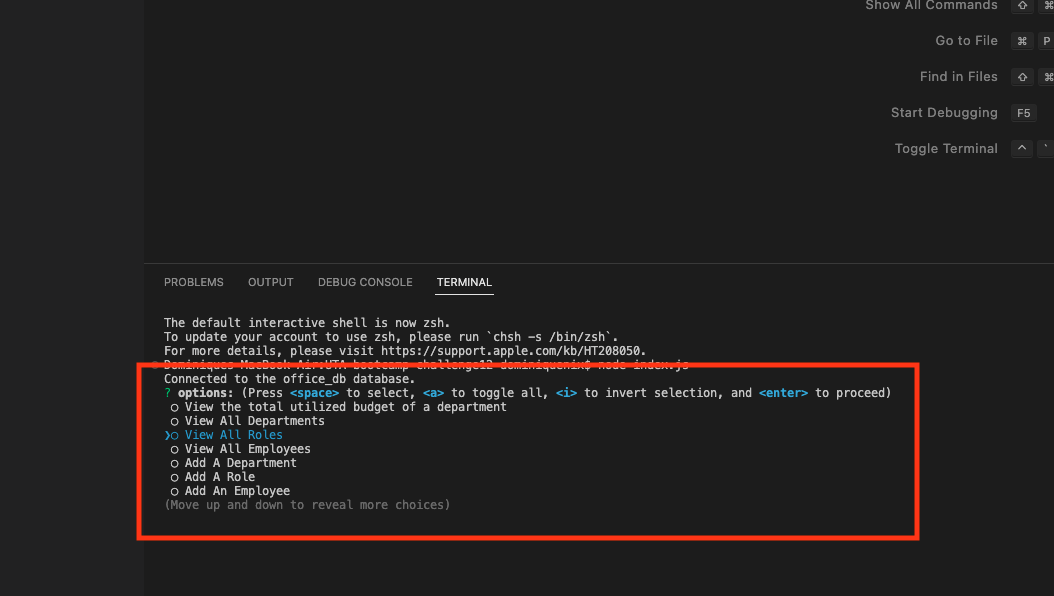 Show All Commands ⇧ ⌘
Go to File ⌘ P
Find in Files ⇧ ⌘
Start Debugging F5
Toggle Terminal ^ `
PROBLEMS OUTPUT DEBUG CONSOLE TERMINAL
The default interactive shell is now zsh.
To update your account to use zsh, please run `chsh -s /bin/zsh`.
For more details, please visit https://support.apple.com/kb/HT208050.
Dominiques-MacBook-Air:UTA-bootcamp-challenge12 dominiquemix$ node index.js
Connected to the office_db database.
? options: (Press <space> to select, <a> to toggle all, <i> to invert selection, and <enter> to proceed)
○ View the total utilized budget of a department
○ View All Departments
❯○ View All Roles
○ View All Employees
○ Add A Department
○ Add A Role
○ Add An Employee
(Move up and down to reveal more choices)